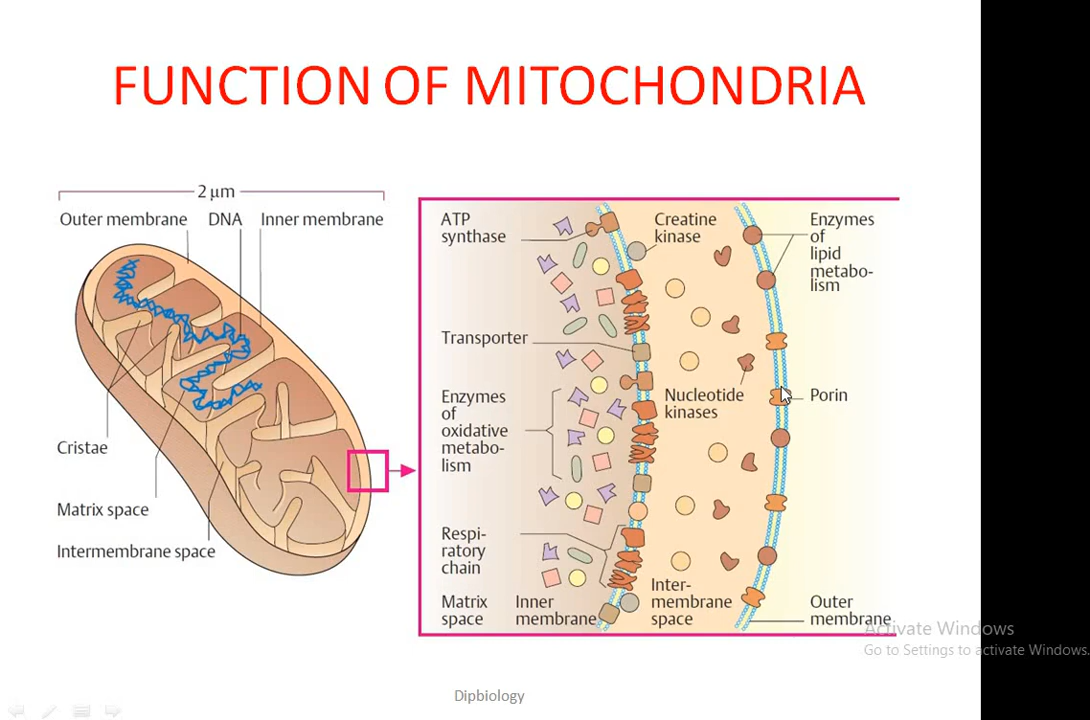 FUNCTION OF MITOCHONDRIA
2 µm
Outer membrane
DNA
Inner membrane
Cristae
Matrix space
Intermembrane space
ATP
synthase
Creatine
kinase
Enzymes
of
lipid
metabo-
lism
Transporter
Enzymes
of
oxidative
metabo-
lism
Nucleotide
kinases
Porin
Respi-
ratory
chain
Matrix
space
Inner
membrane
Inter-
membrane
space
Outer
membrane
Activate Windows
Go to Settings to activate Windows.
Dipbiology